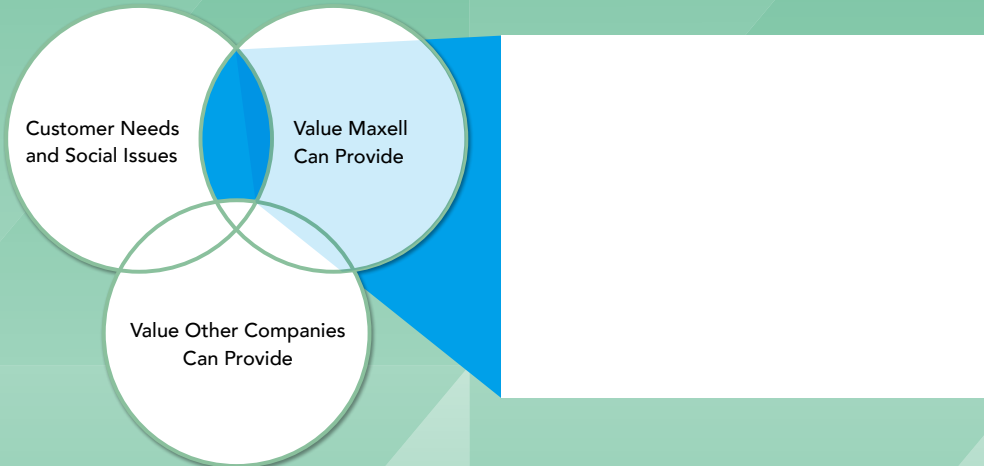 Customer Needs
and Social Issues
Value Maxell
Can Provide
Value Other Companies
Can Provide